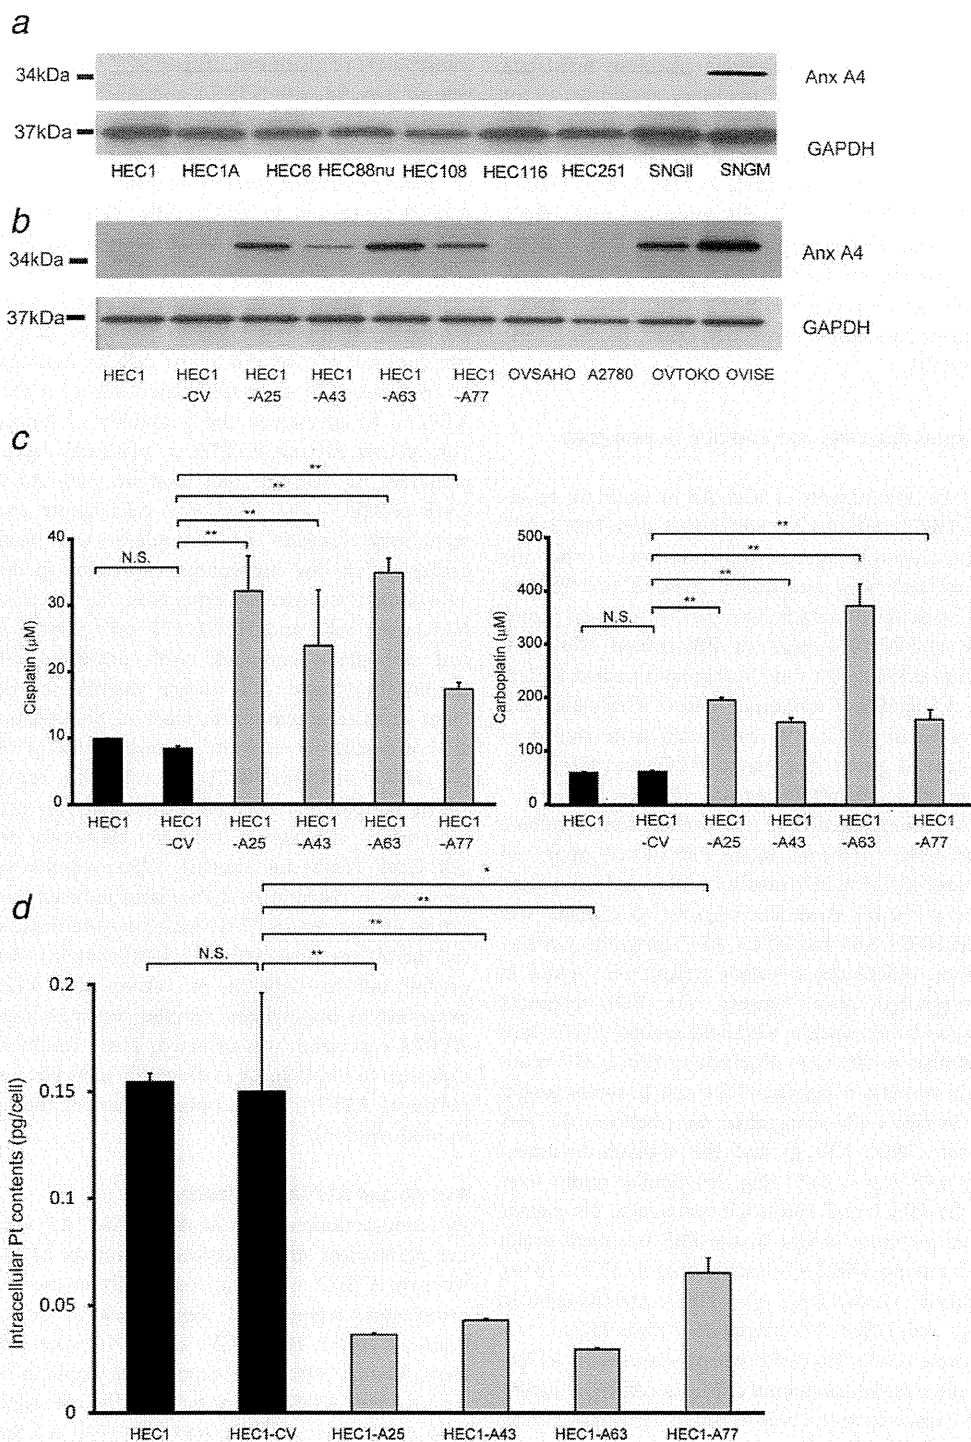 a
34kDa
Anx A4
37kDa
GAPDH
HEC1 HEC1A HEC6 HEC88nu HEC108 HEC116 HEC251 SNGII SNGM
b
34kDa
Anx A4
37kDa
GAPDH
HEC1 HEC1 HEC1 HEC1 HEC1 HEC1 OVSAHO A2780 OVTOKO OVISE
-CV -A25 -A43 -A63 -A77
c
**
**
**
**
N.S.
40
30
20
10
0
Cisplatin (µM)
HEC1 HEC1 HEC1 HEC1 HEC1 HEC1
-CV -A25 -A43 -A63 -A77
**
**
**
**
N.S.
500
400
300
200
100
0
Carboplatin (µM)
HEC1 HEC1 HEC1 HEC1 HEC1 HEC1
-CV -A25 -A43 -A63 -A77
d
*
**
**
**
N.S.
0.2
0.15
0.1
0.05
0
Intracellular Pt contents (pg/cell)
HEC1 HEC1-CV HEC1-A25 HEC1-A43 HEC1-A63 HEC1-A77